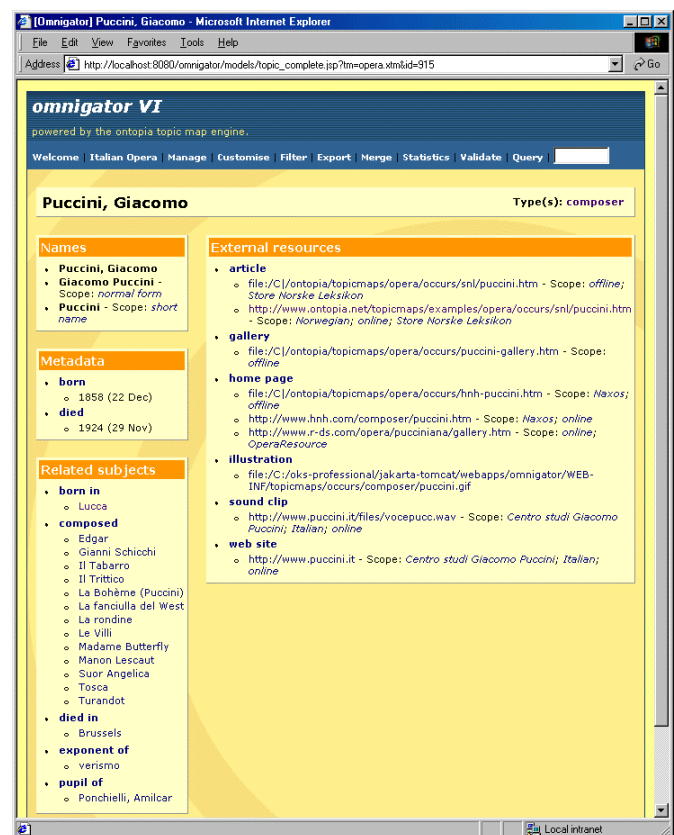 [Omnigator] Puccini, Giacomo - Microsoft Internet Explorer
File Edit View Favorites Tools Help
Address http://localhost:8080/omnigator/models/topic_complete.jsp?tm=opera.xtm&id=915 Go
omnigator VI
powered by the ontopia topic map engine.
Welcome | Italian Opera | Manage | Customise | Filter | Export | Merge | Statistics | Validate | Query |
Puccini, Giacomo
Type(s): composer
Names
Puccini, Giacomo
Giacomo Puccini -
Scope: normal form
Puccini - Scope: short
name
Metadata
born
1858 (22 Dec)
died
1924 (29 Nov)
Related subjects
born in
Lucca
composed
Edgar
Gianni Schicchi
Il Tabarro
Il Trittico
La Bohème (Puccini)
La fanciulla del West
La rondine
Le Villi
Madame Butterfly
Manon Lescaut
Suor Angelica
Tosca
Turandot
died in
Brussels
exponent of
verismo
pupil of
Ponchielli, Amilcar
External resources
article
file:/C|/ontopia/topicmaps/opera/occurs/snl/puccini.htm - Scope: offline;
Store Norske Leksikon
http://www.ontopia.net/topicmaps/examples/opera/occurs/snl/puccini.htm
- Scope: Norwegian; online; Store Norske Leksikon
gallery
file:/C|/ontopia/topicmaps/opera/occurs/puccini-gallery.htm - Scope:
offline
home page
file:/C|/ontopia/topicmaps/opera/occurs/hnh-puccini.htm - Scope: Naxos;
offline
http://www.hnh.com/composer/puccini.htm - Scope: Naxos; online
http://www.r-ds.com/opera/pucciniana/gallery.htm - Scope: online;
OperaResource
illustration
file:/C:/oks-professional/jakarta-tomcat/webapps/omnigator/WEB-
INF/topicmaps/occurs/composer/puccini.gif
sound clip
http://www.puccini.it/files/vocepucc.wav - Scope: Centro studi Giacomo
Puccini; Italian; online
web site
http://www.puccini.it - Scope: Centro studi Giacomo Puccini; Italian;
online
Local intranet